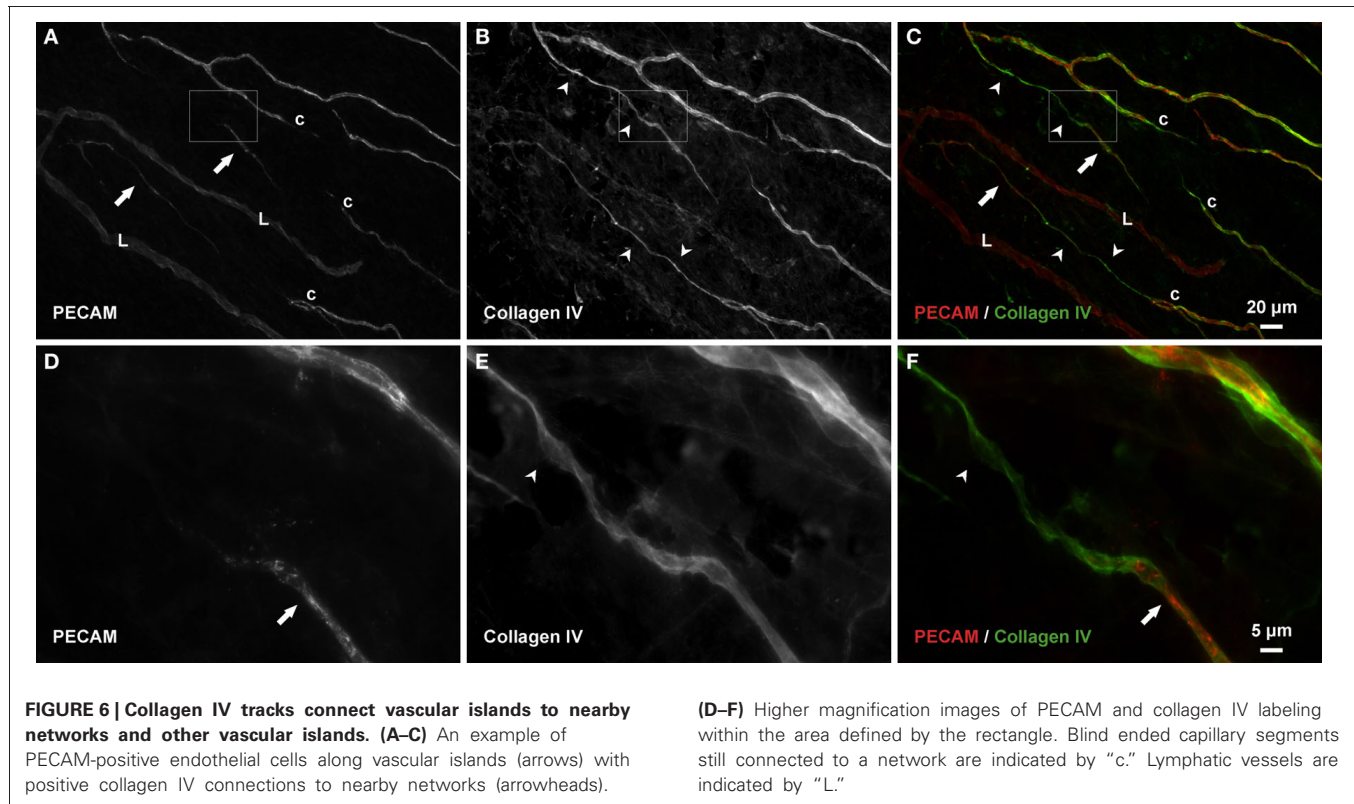 A
c
c
L
L
c
PECAM
B
Collagen IV
C
c
c
L
L
c
PECAM / Collagen IV
20 µm
D
PECAM
E
Collagen IV
F
PECAM / Collagen IV
5 µm
FIGURE 6 | Collagen IV tracks connect vascular islands to nearby
networks and other vascular islands. (A–C) An example of
PECAM-positive endothelial cells along vascular islands (arrows) with
positive collagen IV connections to nearby networks (arrowheads).
(D–F) Higher magnification images of PECAM and collagen IV labeling
within the area defined by the rectangle. Blind ended capillary segments
still connected to a network are indicated by “c.” Lymphatic vessels are
indicated by “L.”